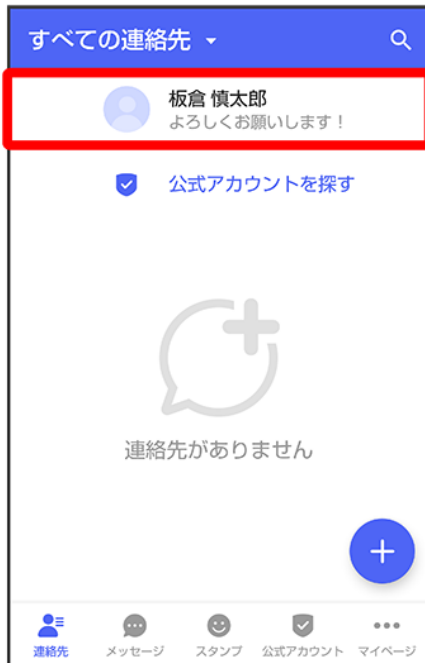 すべての連絡先
板倉 慎太郎
よろしくお願いします！
公式アカウントを探す
連絡先がありません
連絡先 メッセージ スタンプ 公式アカウント マイページ